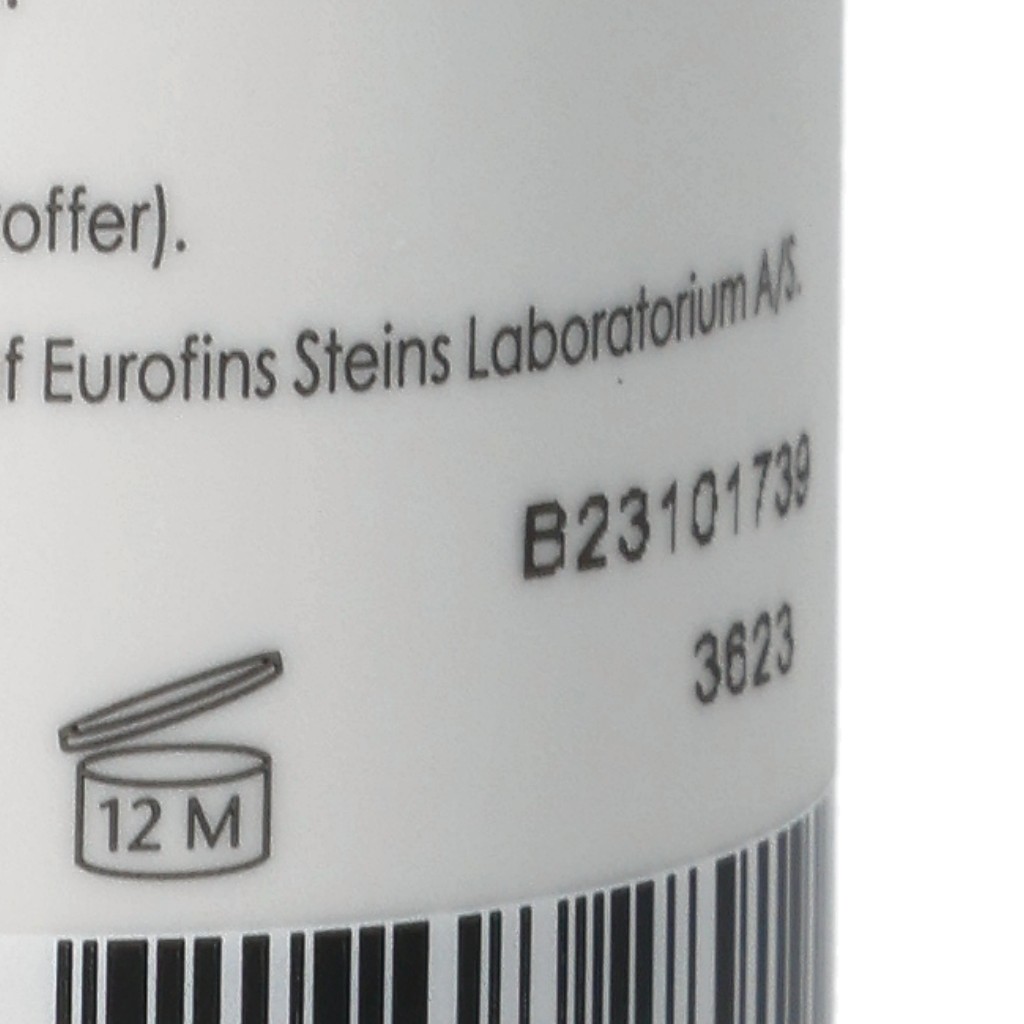 offer).
f Eurofins Steins Laboratorium A/S.
B23101739
3623
12 M